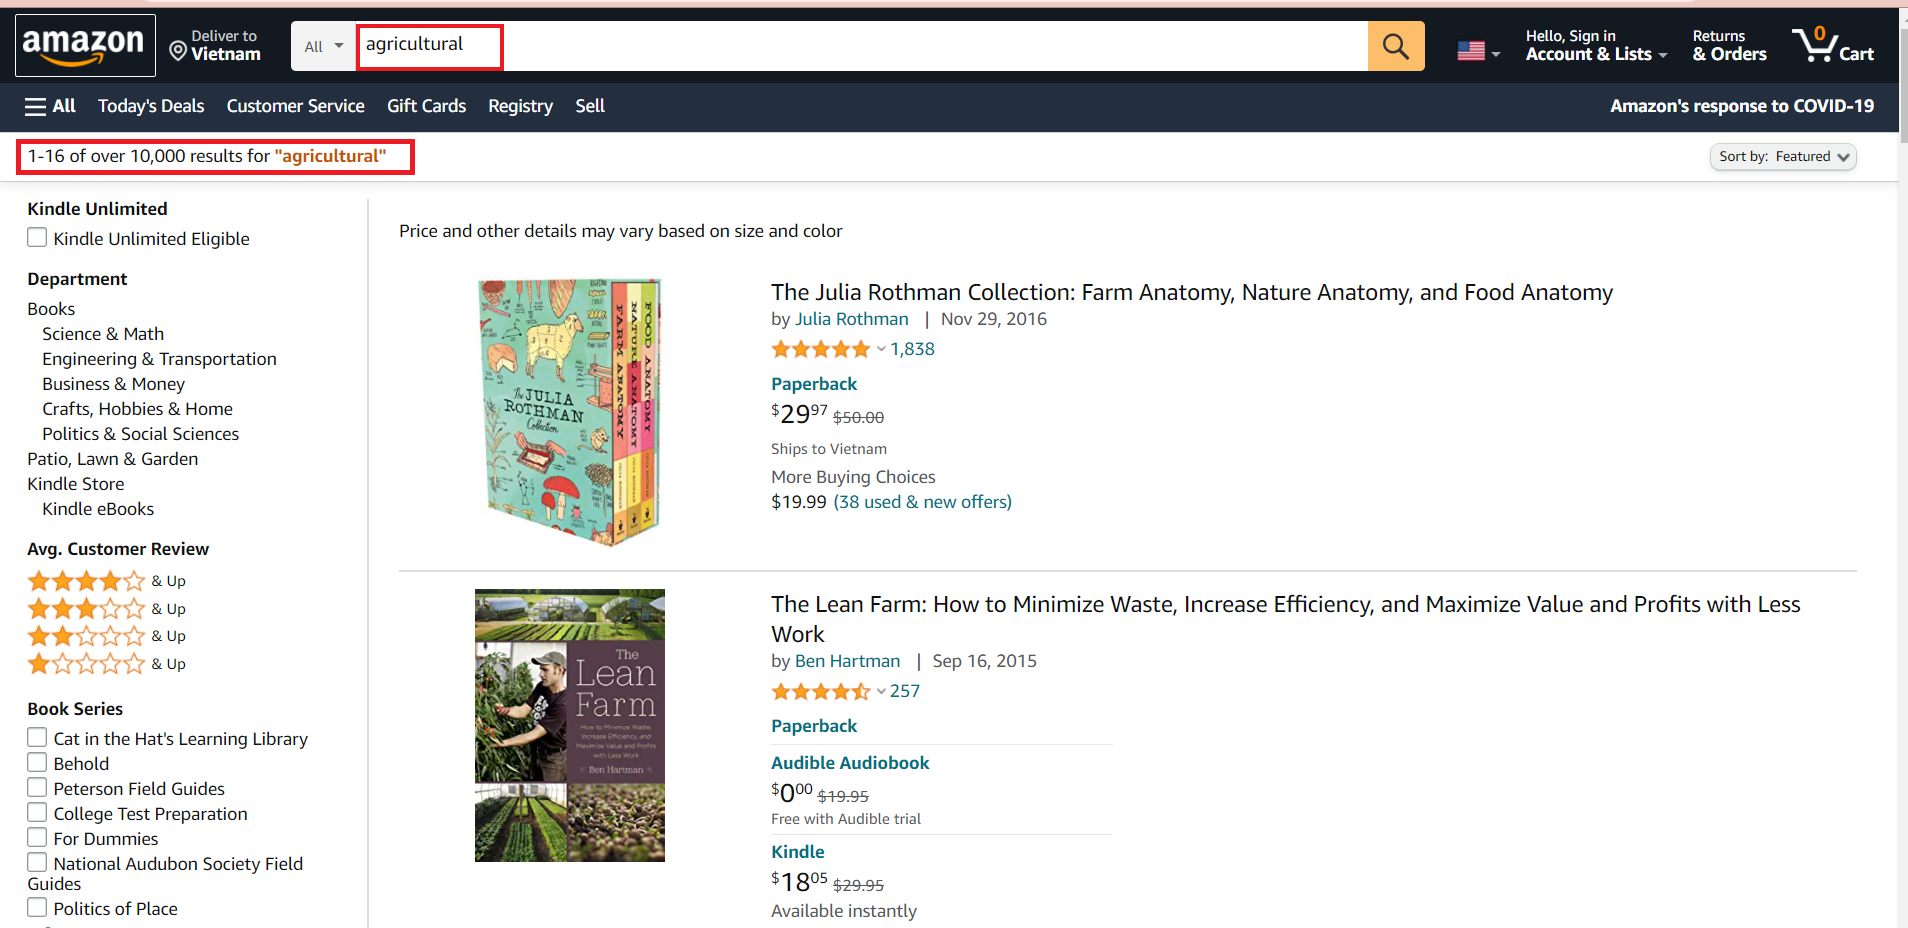 amazon
Deliver to
Vietnam
All
agricultural
Hello, Sign in
Account & Lists
Returns
& Orders
0
Cart
All
Today's Deals
Customer Service
Gift Cards
Registry
Sell
Amazon's response to COVID-19
1-16 of over 10,000 results for "agricultural"
Sort by: Featured
Kindle Unlimited
Kindle Unlimited Eligible
Department
Books
Science & Math
Engineering & Transportation
Business & Money
Crafts, Hobbies & Home
Politics & Social Sciences
Patio, Lawn & Garden
Kindle Store
Kindle eBooks
Avg. Customer Review
& Up
& Up
& Up
& Up
Book Series
Cat in the Hat's Learning Library
Behold
Peterson Field Guides
College Test Preparation
For Dummies
National Audubon Society Field
Guides
Politics of Place
Price and other details may vary based on size and color
The JULIA
ROTHMAN
Collection
FARM ANATOMY
NATURE ANATOMY
FOOD ANATOMY
The Julia Rothman Collection: Farm Anatomy, Nature Anatomy, and Food Anatomy
by Julia Rothman | Nov 29, 2016
1,838
Paperback
$29.97 $50.00
Ships to Vietnam
More Buying Choices
$19.99 (38 used & new offers)
The
Lean
Farm
How to Minimize Waste,
Increase Efficiency, and
Maximize Value and Profits
with Less Work
Ben Hartman
The Lean Farm: How to Minimize Waste, Increase Efficiency, and Maximize Value and Profits with Less
Work
by Ben Hartman | Sep 16, 2015
257
Paperback
Audible Audiobook
$0.00 $19.95
Free with Audible trial
Kindle
$18.05 $29.95
Available instantly